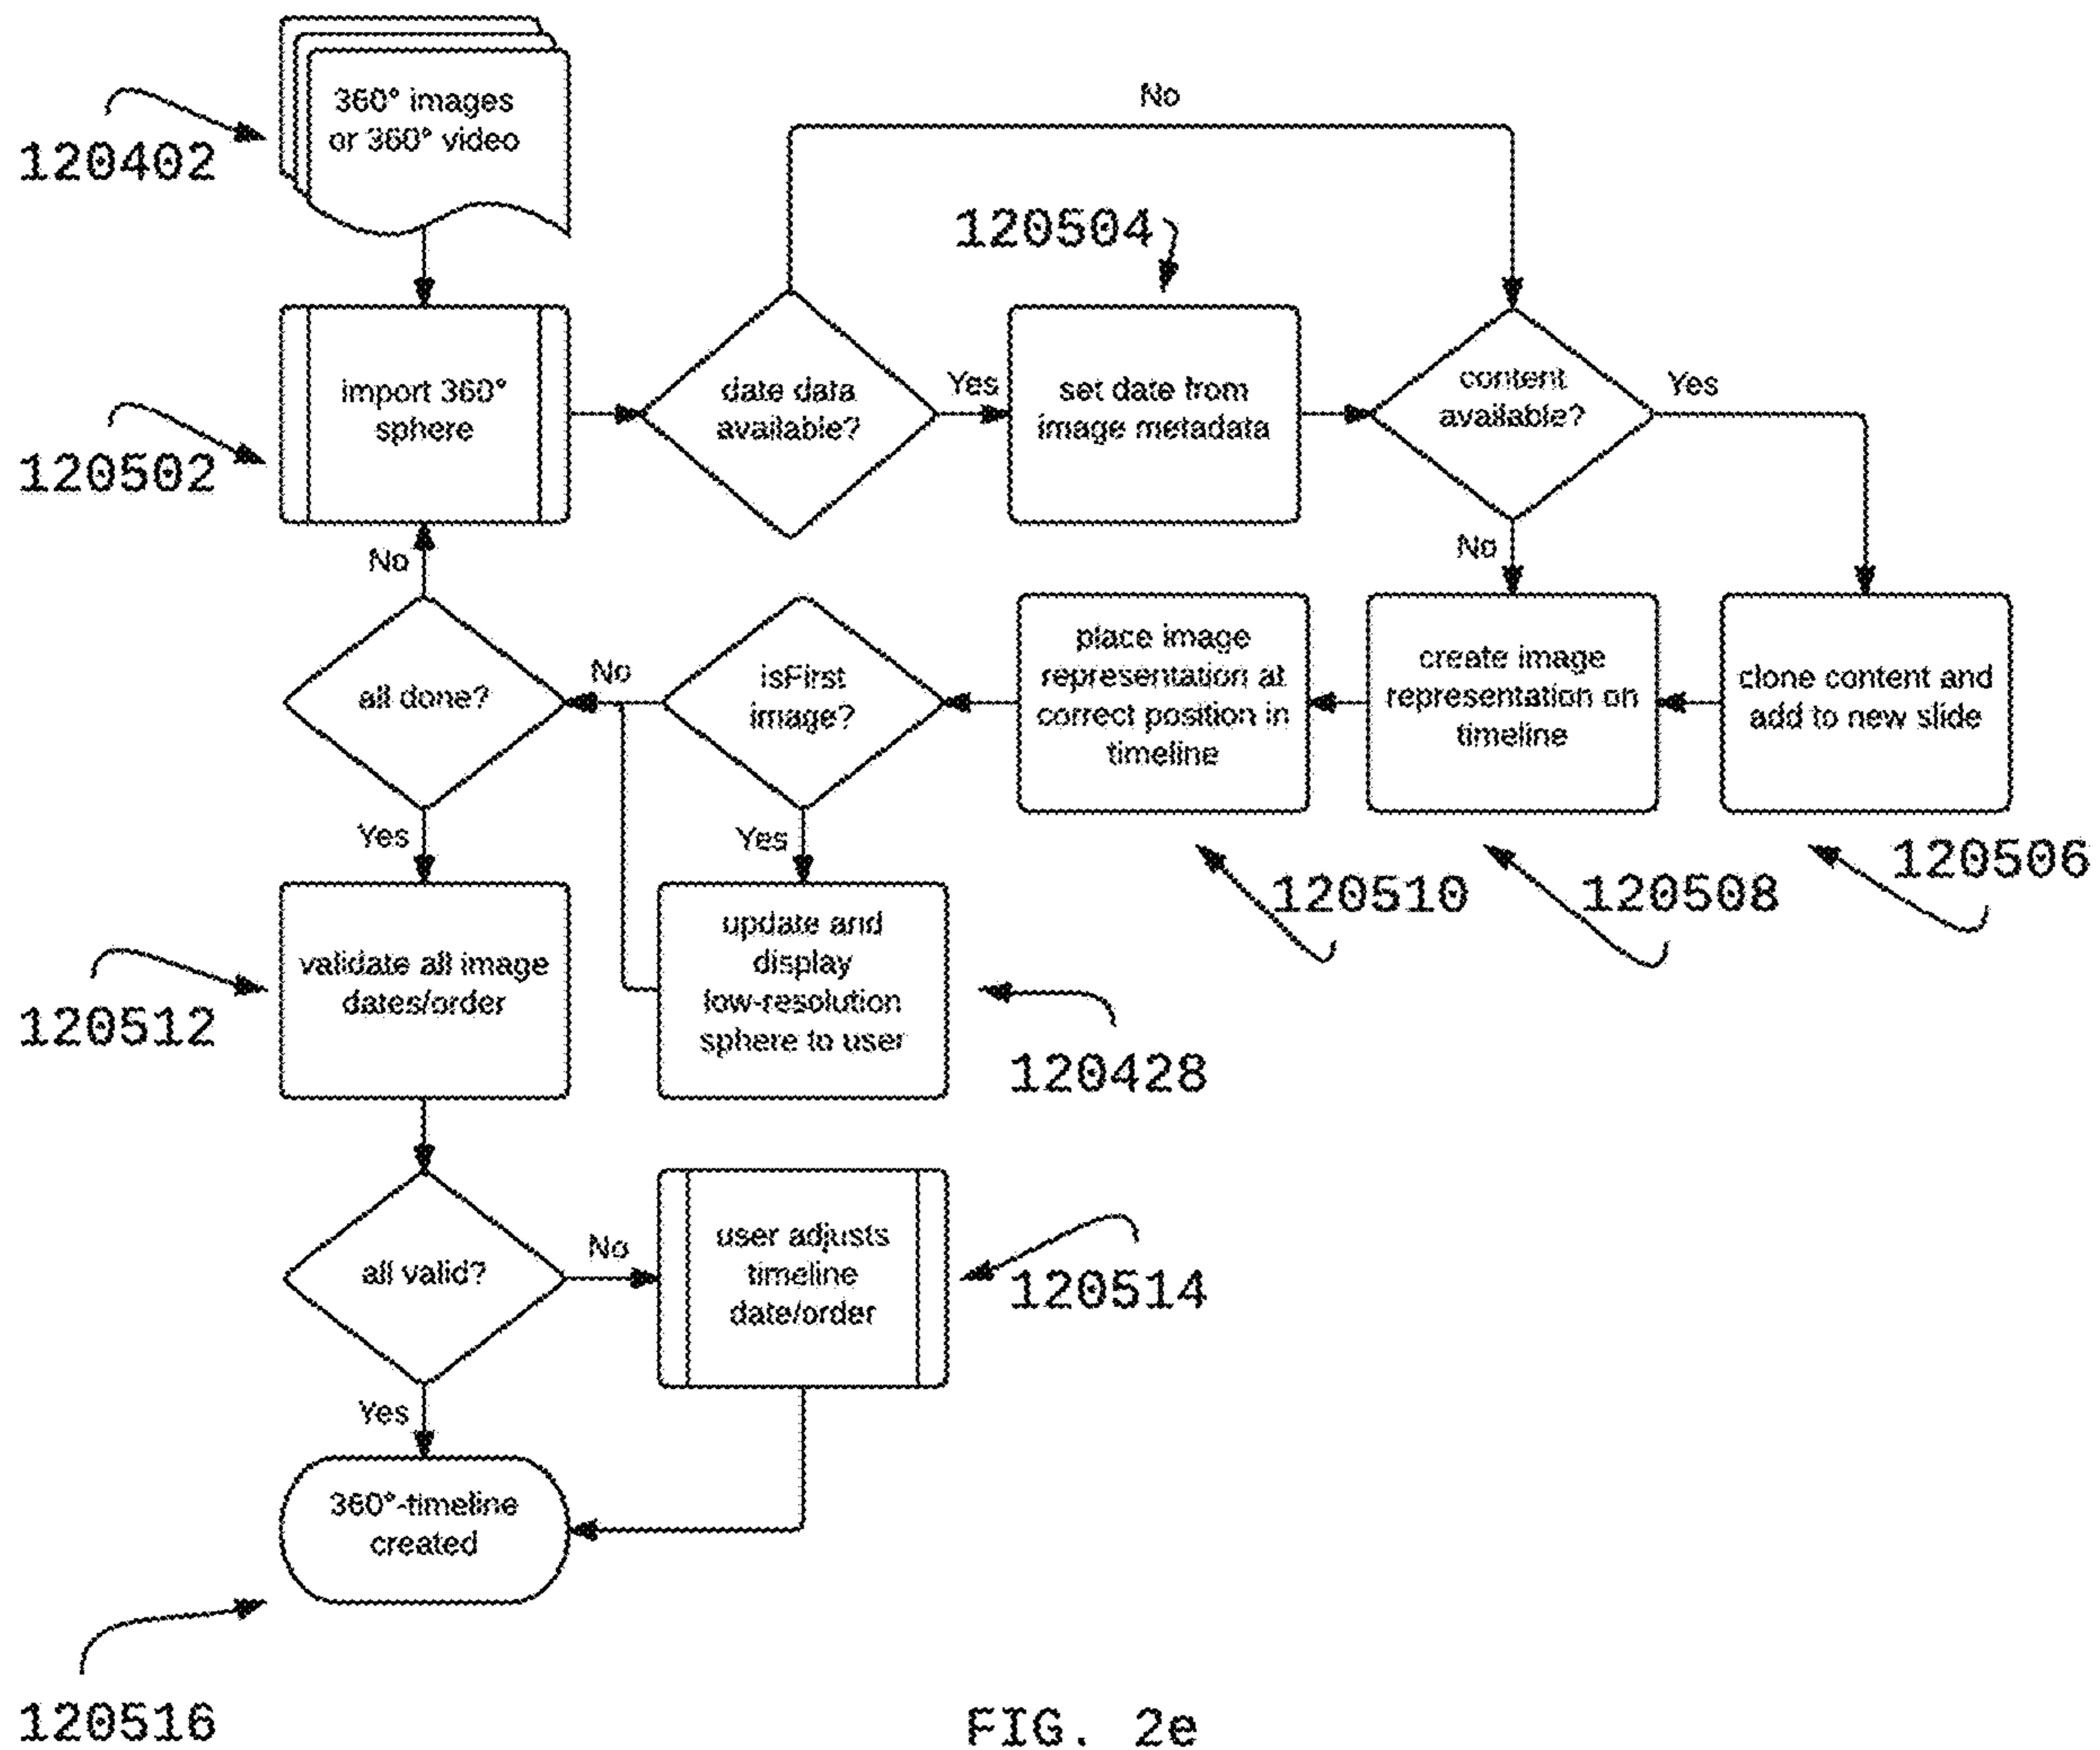 360° images
or 360° video
120402
No
120504
import 360°
sphere
120502
date data
available?
Yes
set date from
image metadata
content
available?
Yes
No
No
all done?
No
isFirst
image?
place image
representation at
correct position in
timeline
create image
representation on
timeline
clone content and
add to new slide
Yes
Yes
120510
120508
120506
validate all image
dates/order
120512
update and
display
low-resolution
sphere to user
120428
all valid?
No
user adjusts
timeline
date/order
120514
Yes
360°-timeline
created
120516
FIG. 2e